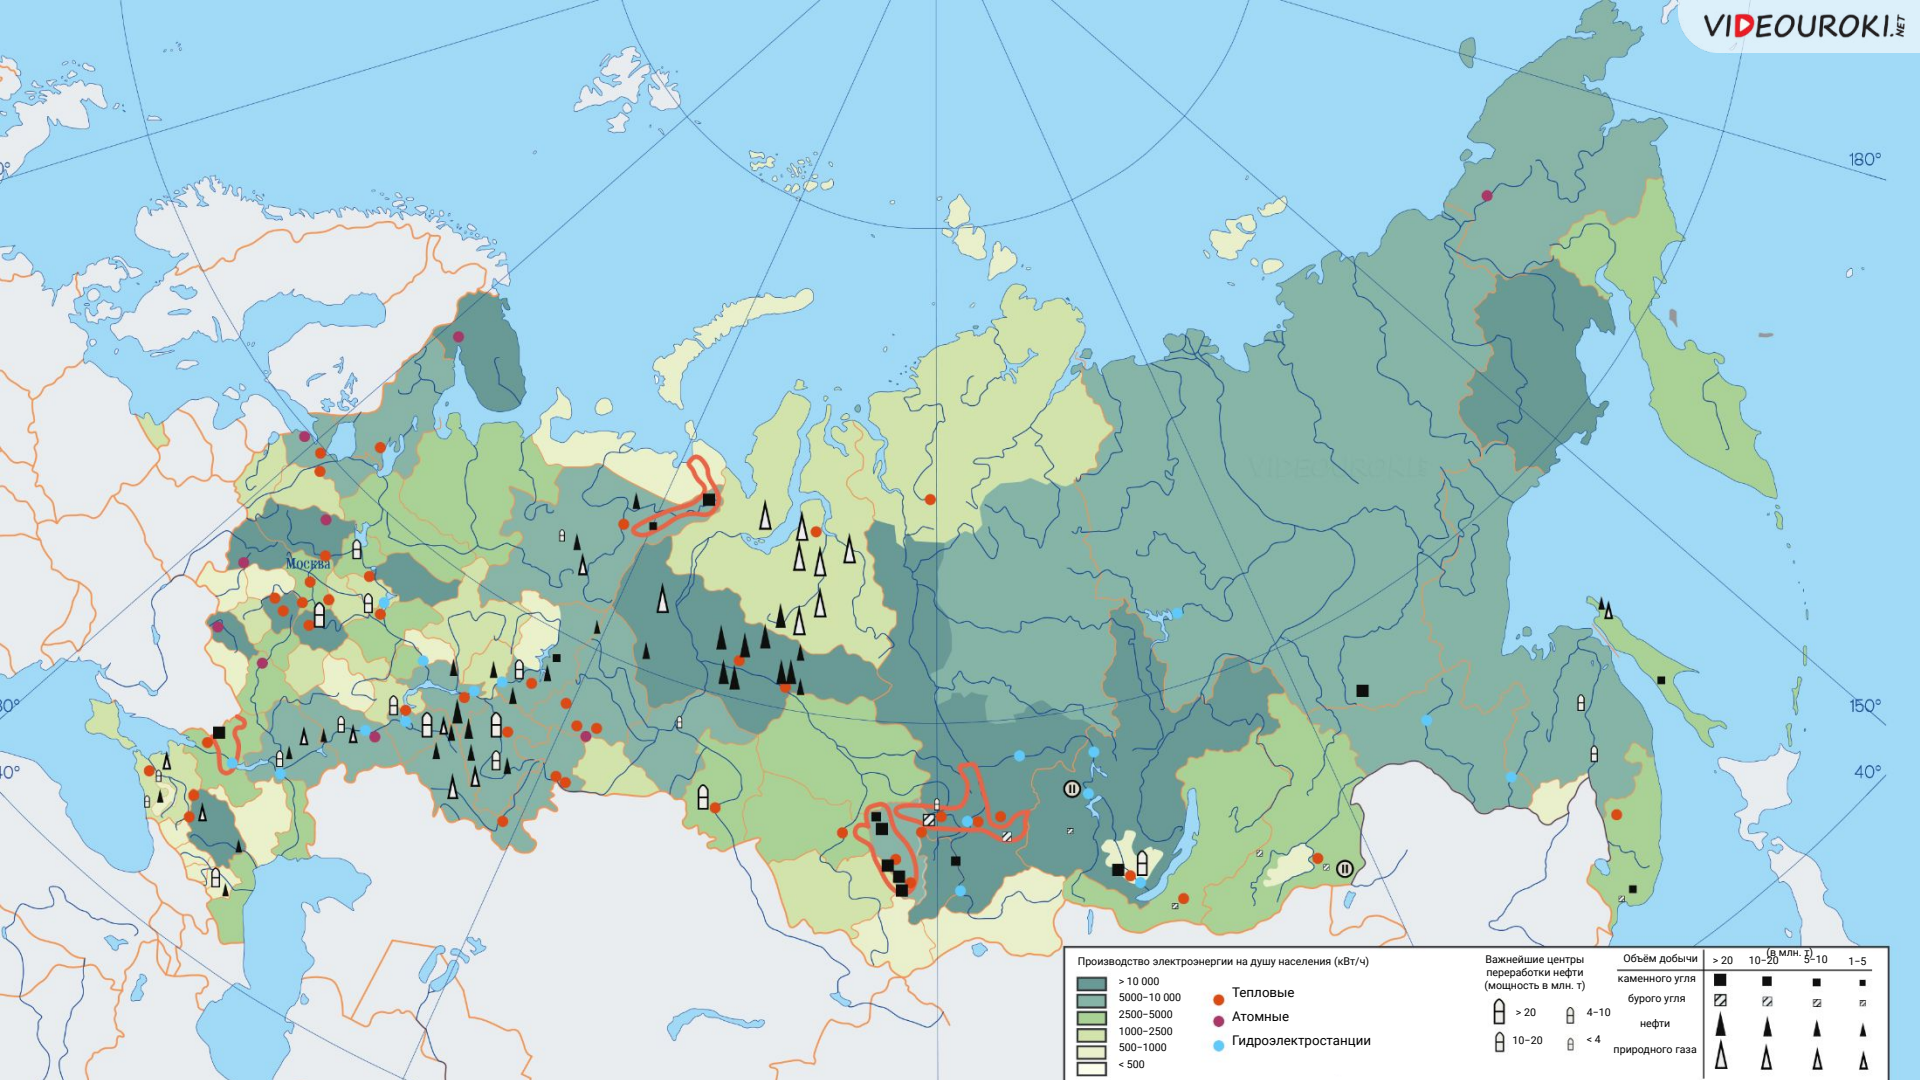 VIDEOUROKI.NET
180°
Москва
150°
40°
40°
Производство электроэнергии на душу населения (кВт/ч)
> 10 000
5000–10 000
2500–5000
1000–2500
500–1000
< 500
Тепловые
Атомные
Гидроэлектростанции
Важнейшие центры
переработки нефти
(мощность в млн. т)
> 20
4–10
10–20
< 4
Объём добычи
(в млн. т)
> 20
10–20
5–10
1–5
каменного угля
бурого угля
нефти
природного газа